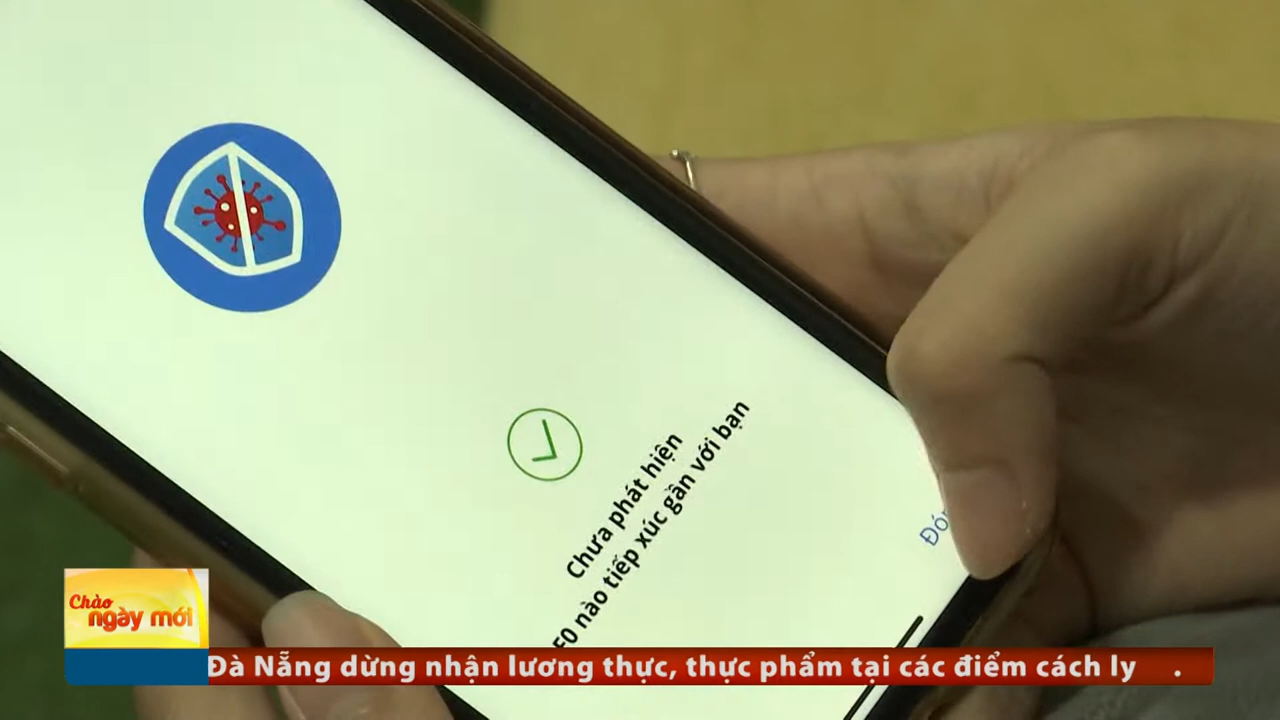 Chưa phát hiện
F0 nào tiếp xúc gần với bạn
Chào
ngày mới
Đà Nẵng dừng nhận lương thực, thực phẩm tại các điểm cách ly .